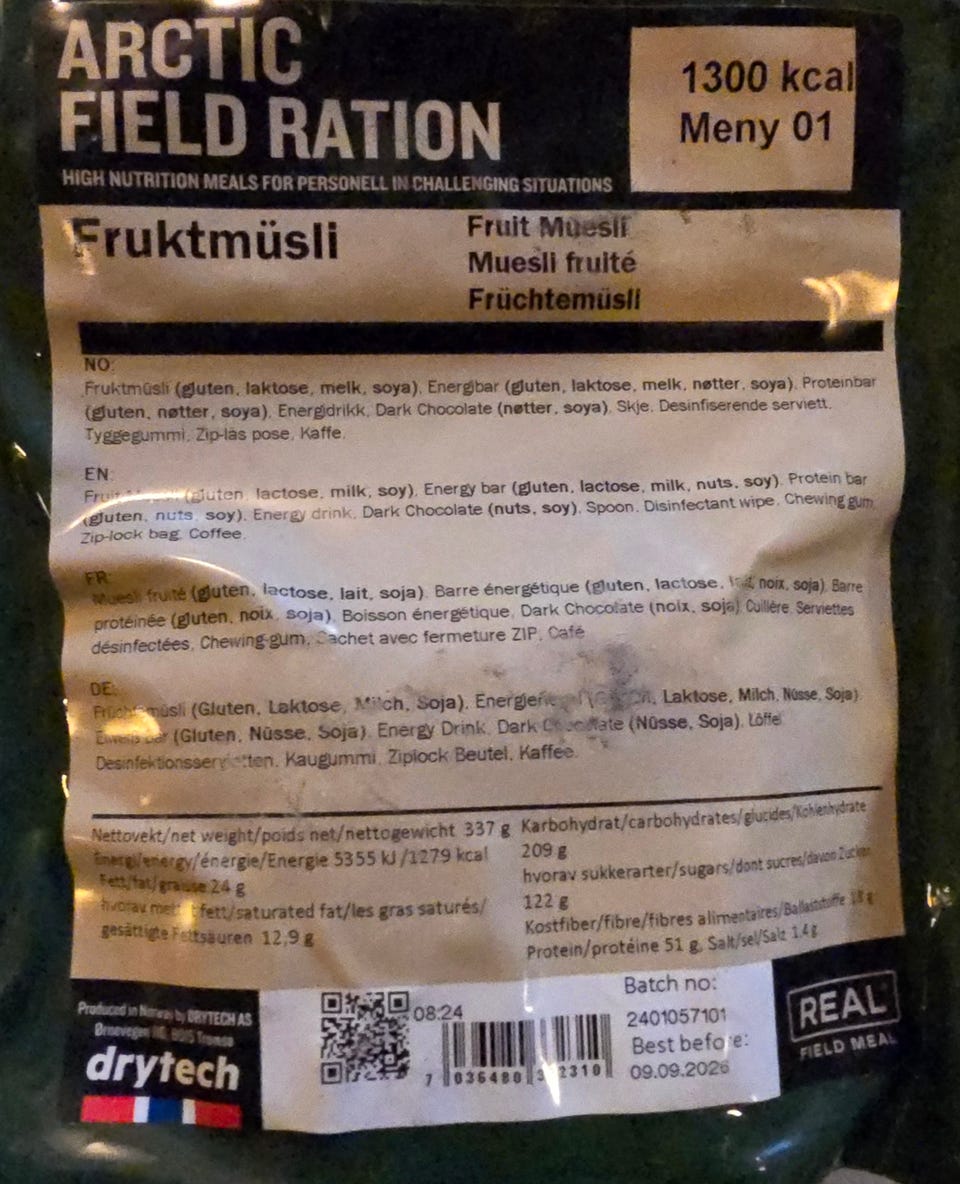 ARCTIC
FIELD RATION
HIGH NUTRITION MEALS FOR PERSONELL IN CHALLENGING SITUATIONS
1300 kcal
Meny 01
Fruktmüsli
Fruit Muesli
Muesli fruité
Früchtemüsli
NO:
Fruktmüsli (gluten, laktose, melk, soya), Energibar (gluten, laktose, melk, nøtter, soya), Proteinbar
(gluten, nøtter, soya), Energidrikk, Dark Chocolate (nøtter, soya), Skje, Desinfiserende serviett,
Tyggegummi, Zip-lås pose, Kaffe.
EN:
Fruit (gluten, lactose, milk, soy), Energy bar (gluten, lactose, milk, nuts, soy), Protein bar
(gluten, nuts, soy), Energy drink, Dark Chocolate (nuts, soy), Spoon, Disinfectant wipe, Chewing gum,
Zip-lock bag, Coffee.
FR:
Muesli fruité (gluten, lactose, lait, soja), Barre énergétique (gluten, lactose, noix, soja), Barre
protéinée (gluten, noix, soja), Boisson énergétique, Dark Chocolate (noix, soja), Cuillère, Serviettes
désinfectées, Chewing-gum, Sachet avec fermeture ZIP, Café
DE:
(Gluten, Laktose, Milch, Soja), Laktose, Milch, Nüsse, Soja)
Bar (Gluten, Nüsse, Soja), Energy Drink, Dark (Nüsse, Soja), Löffel
Kaugummi, Ziplock Beutel, Kaffee.
Nettovekt/net weight/poids net/nettogewicht 337 g
Energi/energy/énergie/Energie 5355 kJ /1279 kcal
Fett/fat/graisse 24 g
hvorav fett/saturated fat/les gras saturés/
gesättigte Fettsäuren 12,9 g
Karbohydrat/carbohydrates/glucides/Kohlenhydrate
209 g
hvorav sukkerarter/sugars/dont sucres/davon Zucker
122 g
Kostfiber/fibre/fibres alimentaires/Ballaststoffe 18 g
Protein/protéine 51 g, Salt/sel/Salz 1.4 g
Produced in Norway by DRYTECH AS
Tromsø
drytech
08:24
Batch no:
2401057101
Best before:
09.09.2026
REAL
FIELD MEAL